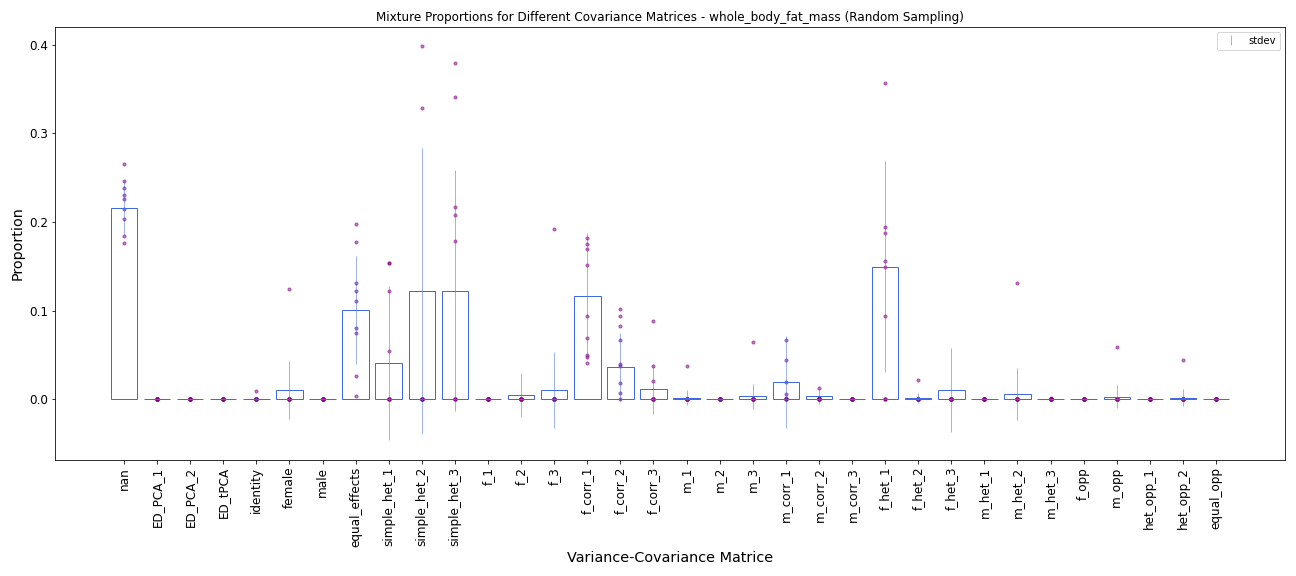 Mixture Proportions for Different Covariance Matrices - whole_body_fat_mass (Random Sampling)
stdev
0.4
0.3
0.2
0.1
0.0
Proportion
nan
ED_PCA_1
ED_PCA_2
ED_tPCA
identity
female
male
equal_effects
simple_het_1
simple_het_2
simple_het_3
f_1
f_2
f_3
f_corr_1
f_corr_2
f_corr_3
m_1
m_2
m_3
m_corr_1
m_corr_2
m_corr_3
f_het_1
f_het_2
f_het_3
m_het_1
m_het_2
m_het_3
f_opp
m_opp
het_opp_1
het_opp_2
equal_opp
Variance-Covariance Matrice